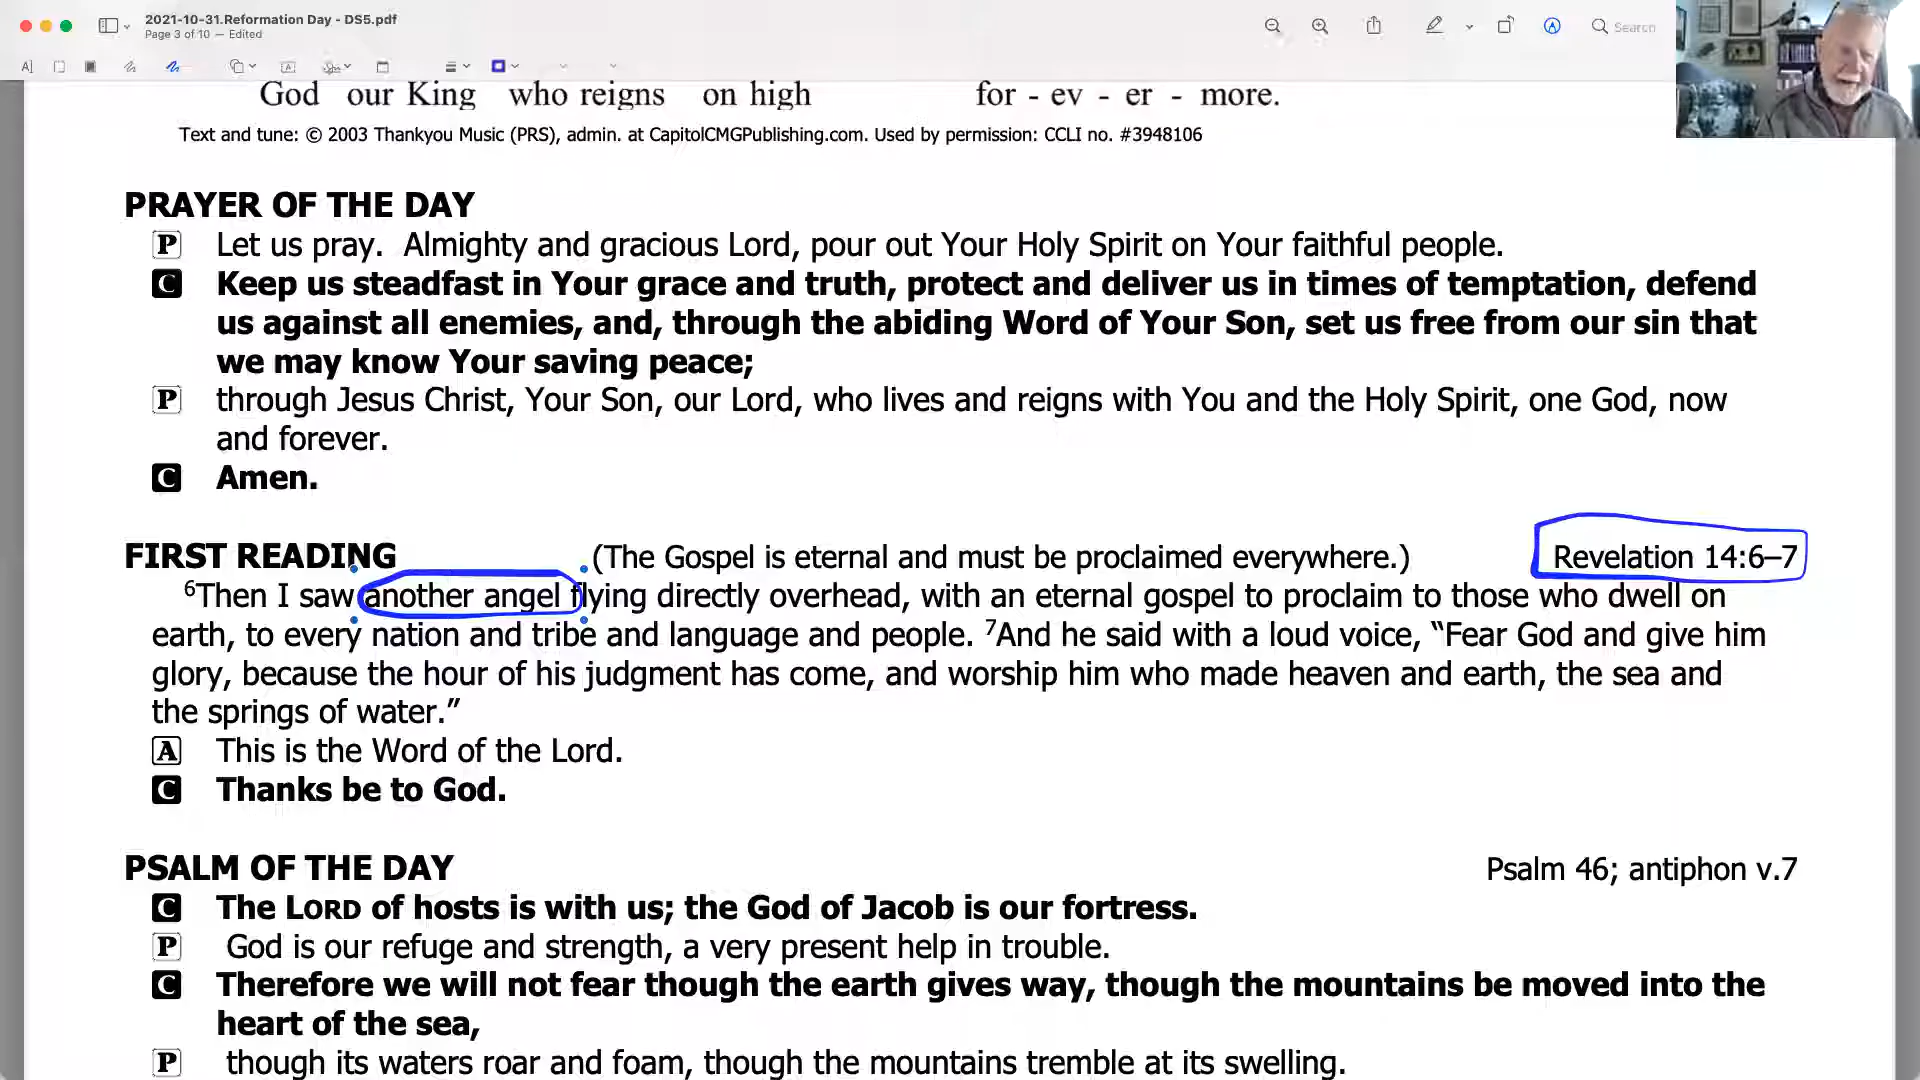 2021-10-31.Reformation Day - DS5.pdf
Page 3 of 10 — Edited
Search
God our King who reigns on high for - ev - er - more.
Text and tune: © 2003 Thankyou Music (PRS), admin. at CapitolCMGPublishing.com. Used by permission: CCLI no. #3948106
PRAYER OF THE DAY
P Let us pray. Almighty and gracious Lord, pour out Your Holy Spirit on Your faithful people.
C Keep us steadfast in Your grace and truth, protect and deliver us in times of temptation, defend
us against all enemies, and, through the abiding Word of Your Son, set us free from our sin that
we may know Your saving peace;
P through Jesus Christ, Your Son, our Lord, who lives and reigns with You and the Holy Spirit, one God, now
and forever.
C Amen.
FIRST READING (The Gospel is eternal and must be proclaimed everywhere.) Revelation 14:6–7
⁶Then I saw another angel flying directly overhead, with an eternal gospel to proclaim to those who dwell on
earth, to every nation and tribe and language and people. ⁷And he said with a loud voice, “Fear God and give him
glory, because the hour of his judgment has come, and worship him who made heaven and earth, the sea and
the springs of water.”
A This is the Word of the Lord.
C Thanks be to God.
PSALM OF THE DAY Psalm 46; antiphon v.7
C The LORD of hosts is with us; the God of Jacob is our fortress.
P God is our refuge and strength, a very present help in trouble.
C Therefore we will not fear though the earth gives way, though the mountains be moved into the
heart of the sea,
P though its waters roar and foam, though the mountains tremble at its swelling.